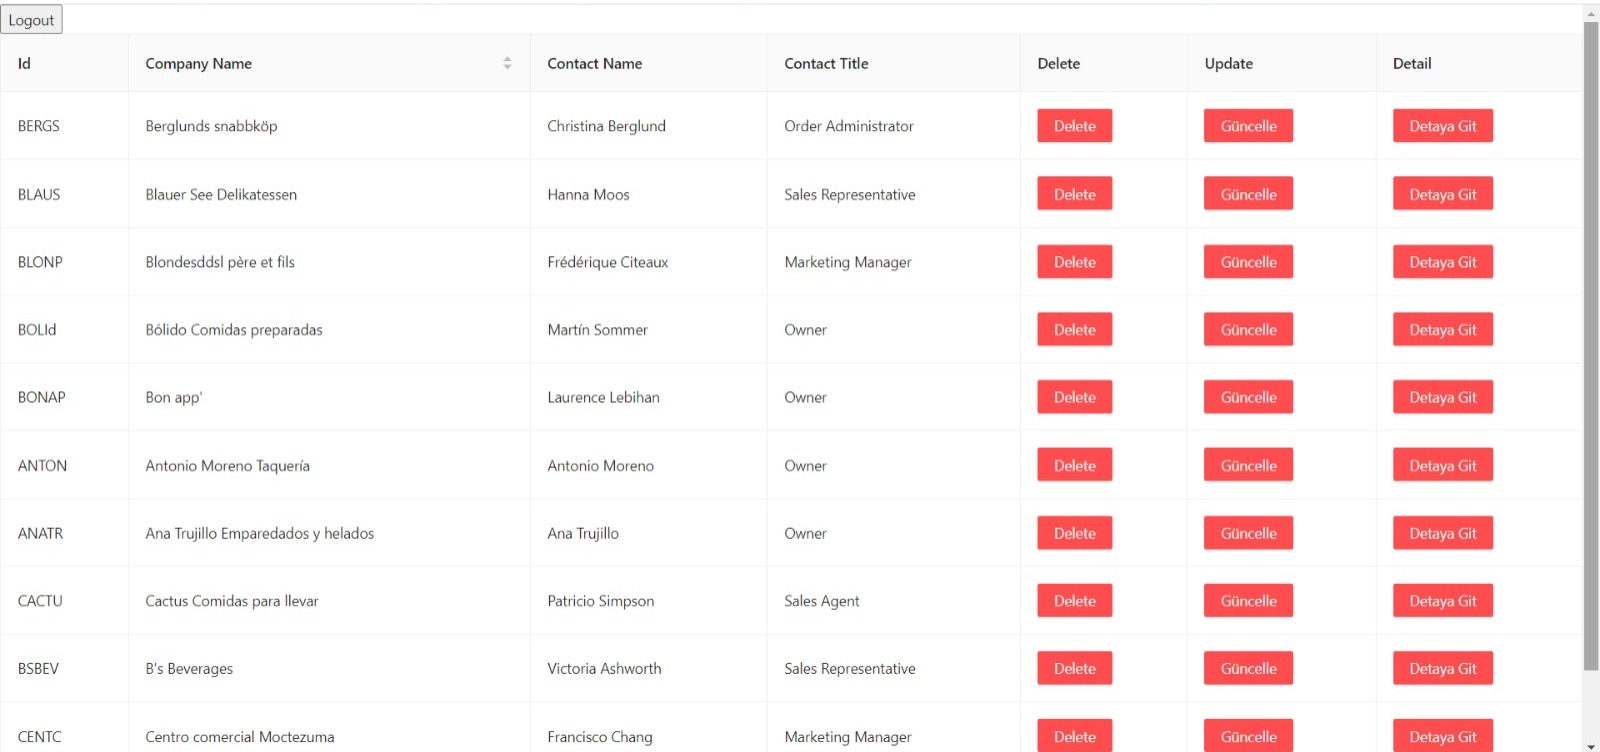 Logout
Id Company Name Contact Name Contact Title Delete Update Detail
BERGS Berglunds snabbköp Christina Berglund Order Administrator Delete Güncelle Detaya Git
BLAUS Blauer See Delikatessen Hanna Moos Sales Representative Delete Güncelle Detaya Git
BLONP Blondesddsl père et fils Frédérique Citeaux Marketing Manager Delete Güncelle Detaya Git
BOLId Bólido Comidas preparadas Martín Sommer Owner Delete Güncelle Detaya Git
BONAP Bon app' Laurence Lebihan Owner Delete Güncelle Detaya Git
ANTON Antonio Moreno Taquería Antonio Moreno Owner Delete Güncelle Detaya Git
ANATR Ana Trujillo Emparedados y helados Ana Trujillo Owner Delete Güncelle Detaya Git
CACTU Cactus Comidas para llevar Patricio Simpson Sales Agent Delete Güncelle Detaya Git
BSBEV B's Beverages Victoria Ashworth Sales Representative Delete Güncelle Detaya Git
CENTC Centro comercial Moctezuma Francisco Chang Marketing Manager Delete Güncelle Detaya Git